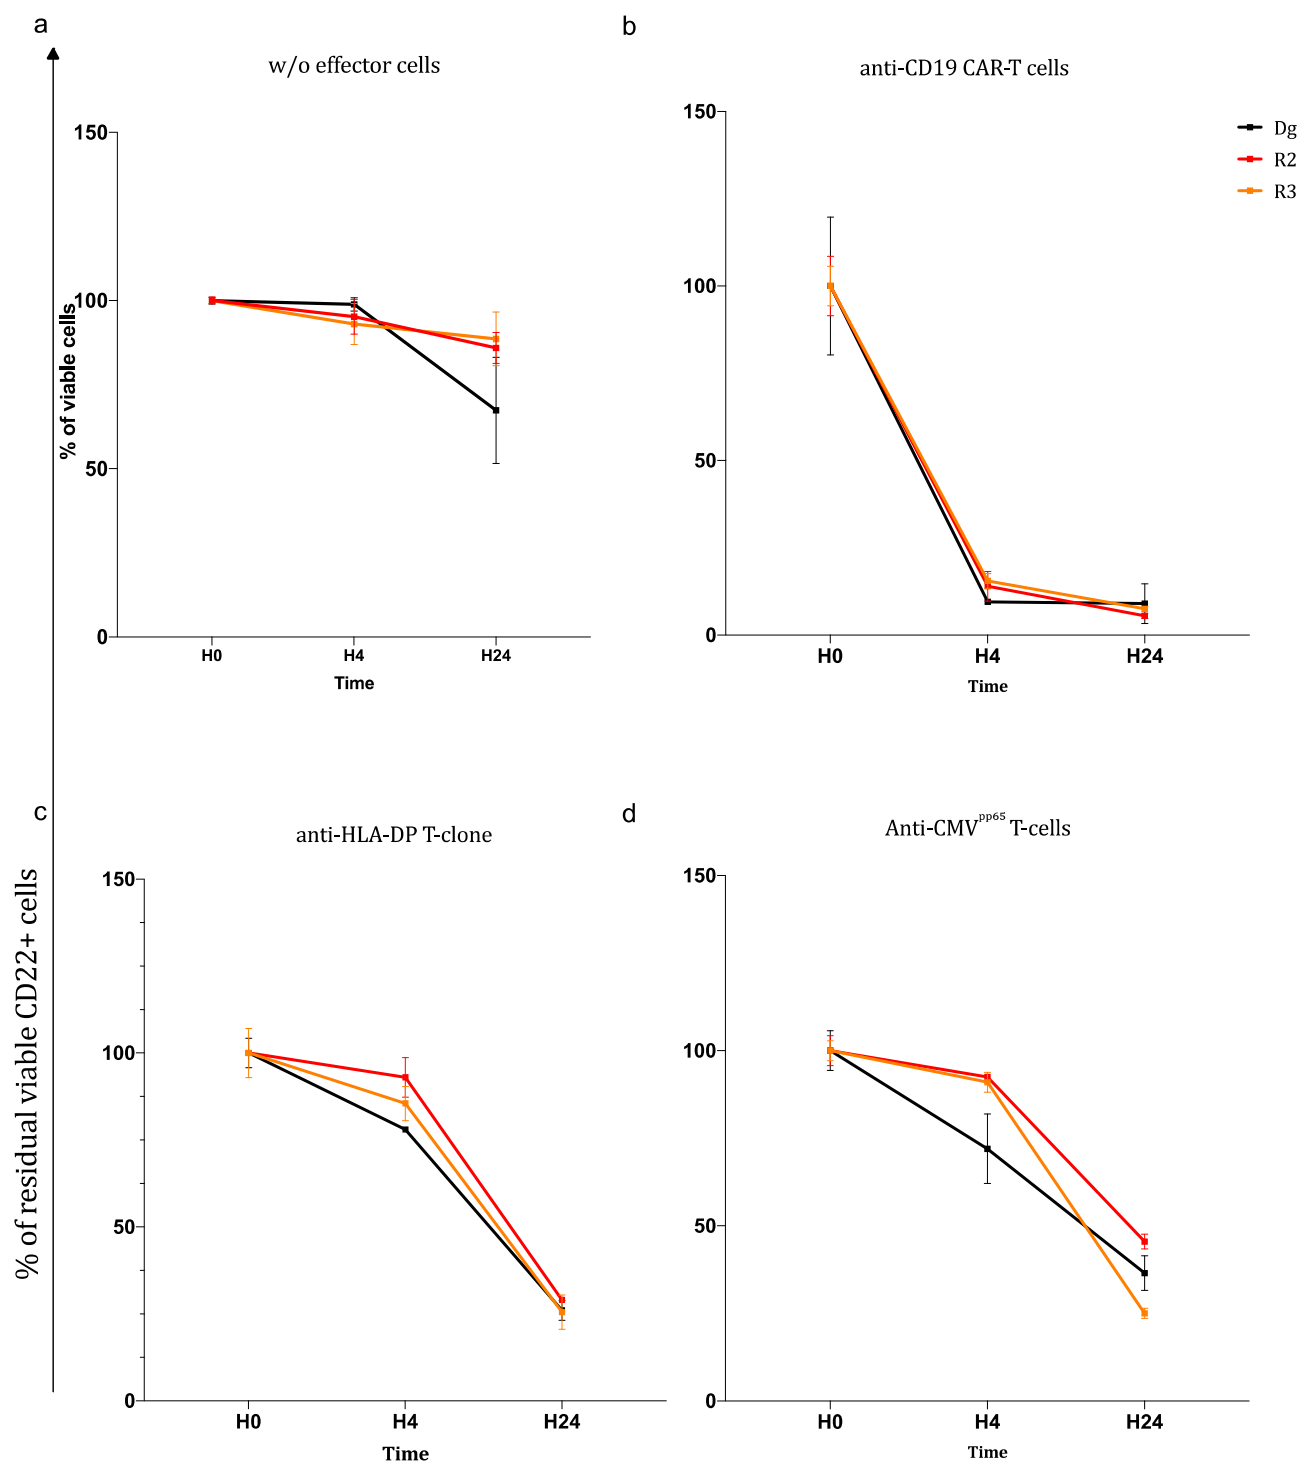 a
w/o effector cells
150
100
50
0
% of viable cells
H0 H4 H24
Time
b
anti-CD19 CAR-T cells
150
100
50
0
H0 H4 H24
Time
Dg
R2
R3
c
anti-HLA-DP T-clone
150
100
50
0
% of residual viable CD22+ cells
H0 H4 H24
Time
d
Anti-CMVpp65 T-cells
150
100
50
0
H0 H4 H24
Time